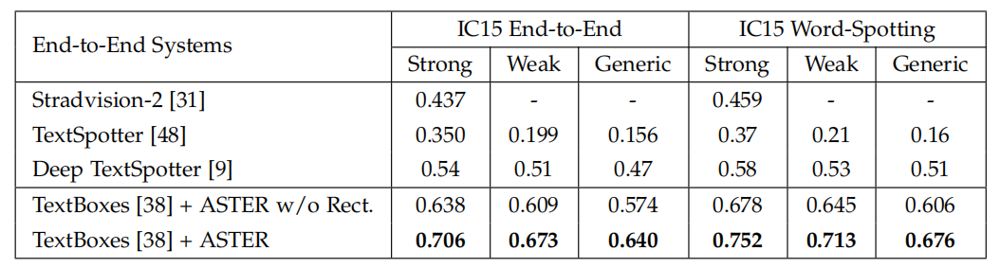 End-to-End Systems IC15 End-to-End IC15 Word-Spotting
Strong Weak Generic Strong Weak Generic
Stradvision-2 [31] 0.437 - - 0.459 - -
TextSpotter [48] 0.350 0.199 0.156 0.37 0.21 0.16
Deep TextSpotter [9] 0.54 0.51 0.47 0.58 0.53 0.51
TextBoxes [38] + ASTER w/o Rect. 0.638 0.609 0.574 0.678 0.645 0.606
TextBoxes [38] + ASTER 0.706 0.673 0.640 0.752 0.713 0.676